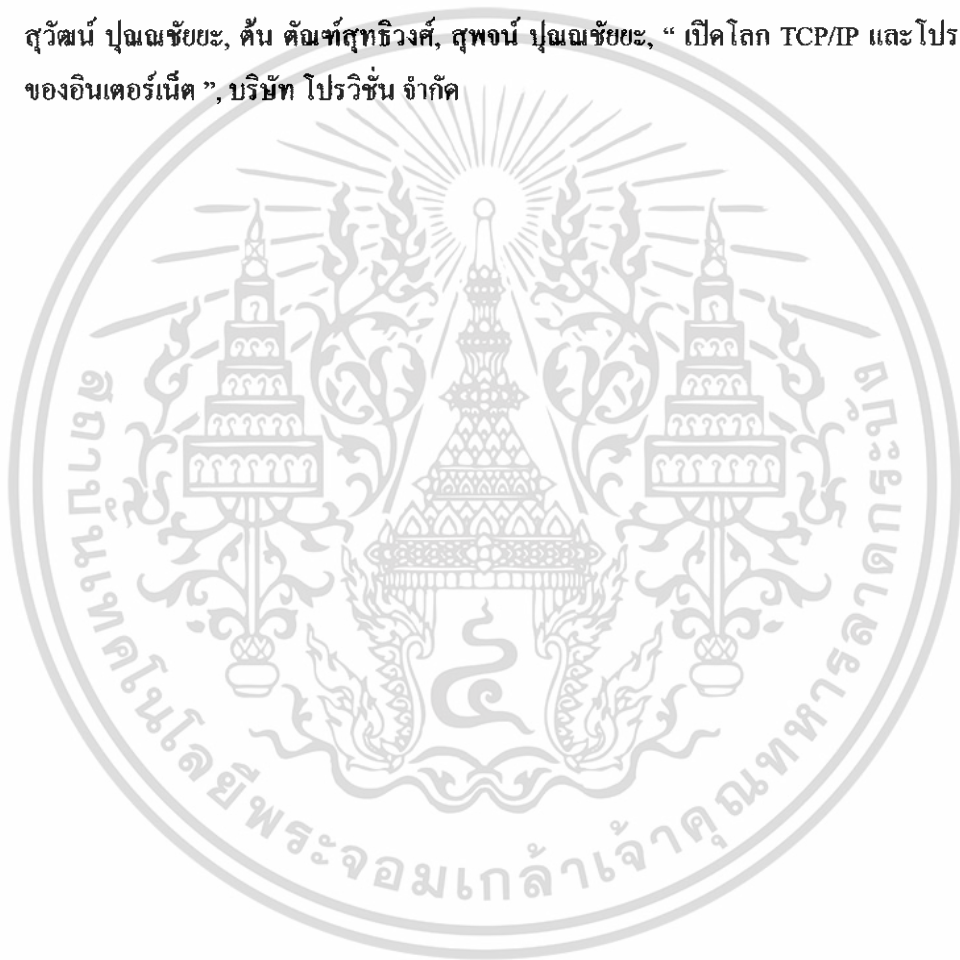 สุวัฒน์ ปุณณชัยยะ, ต้น ตัณฑ์สุทธิวงศ์, สุพจน์ ปุณณชัยยะ, “ เปิดโลก TCP/IP และโปร
ของอินเตอร์เน็ต ”, บริษัท โปรวิชั่น จำกัด
สถาบันเทคโนโลยีพระจอมเกล้าเจ้าคุณทหารลาดกระบัง